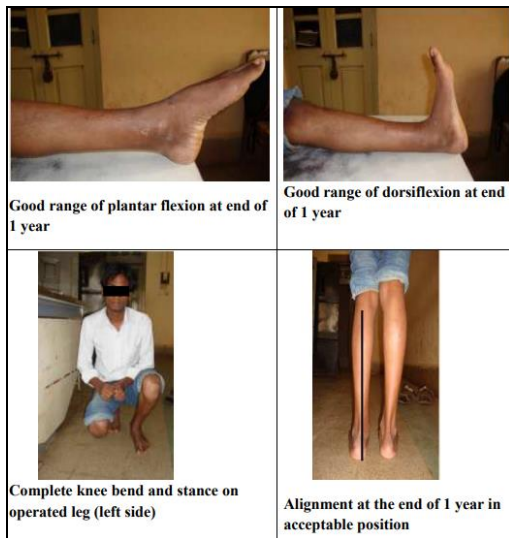 Good range of plantar flexion at end of
1 year
Good range of dorsiflexion at end
of 1 year
Complete knee bend and stance on
operated leg (left side)
Alignment at the end of 1 year in
acceptable position